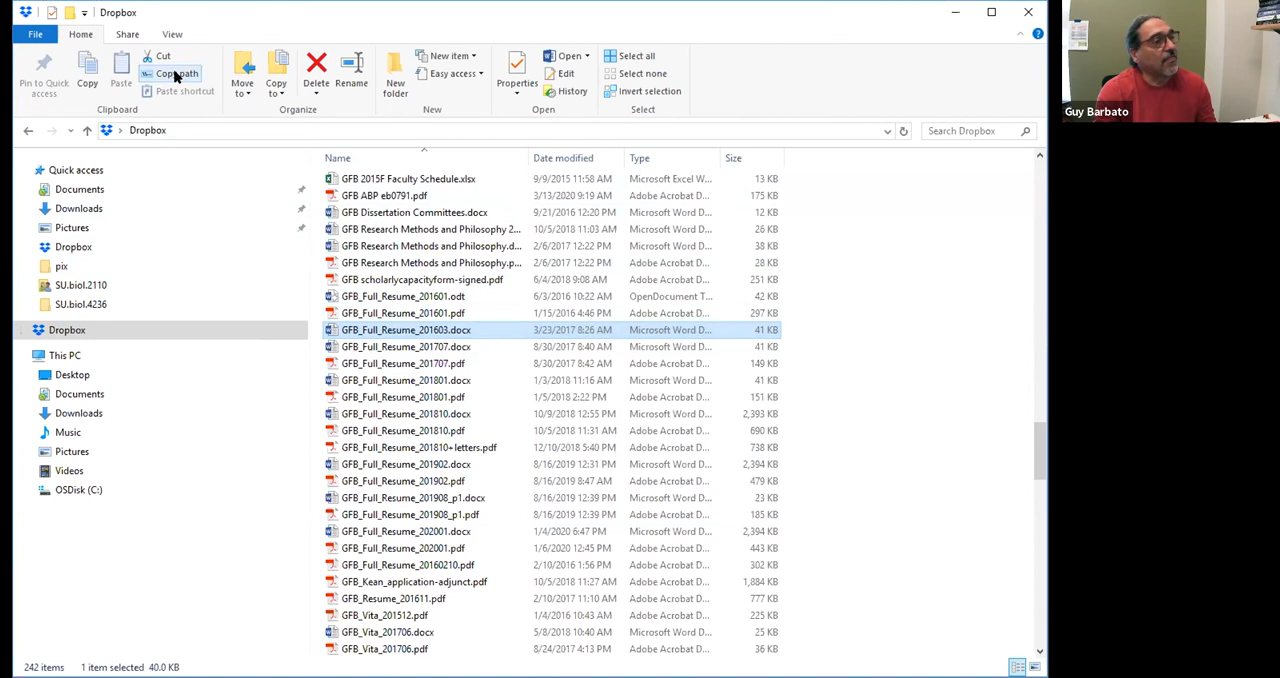 Dropbox
File Home Share View
Pin to Quick access
Copy
Paste
Cut
Copy path
Paste shortcut
Clipboard
Move to
Copy to
Delete
Rename
Organize
New folder
New item
Easy access
New
Properties
Open
Edit
History
Open
Select all
Select none
Invert selection
Select
Guy Barbato
Dropbox
Search Dropbox
Quick access
Documents
Downloads
Pictures
Dropbox
pix
SU.biol.2110
SU.biol.4236
Dropbox
This PC
Desktop
Documents
Downloads
Music
Pictures
Videos
OSDisk (C:)
Name Date modified Type Size
GFB 2015F Faculty Schedule.xlsx 9/9/2015 11:58 AM Microsoft Excel W... 13 KB
GFB ABP eb0791.pdf 3/13/2020 9:19 AM Adobe Acrobat D... 175 KB
GFB Dissertation Committees.docx 9/21/2016 12:20 PM Microsoft Word D... 12 KB
GFB Research Methods and Philosophy 2... 10/5/2018 11:03 AM Microsoft Word D... 26 KB
GFB Research Methods and Philosophy.d... 2/6/2017 12:22 PM Microsoft Word D... 38 KB
GFB Research Methods and Philosophy.p... 2/6/2017 12:22 PM Adobe Acrobat D... 28 KB
GFB scholarlycapacityform-signed.pdf 6/4/2018 9:08 AM Adobe Acrobat D... 251 KB
GFB_Full_Resume_201601.odt 6/3/2016 10:22 AM OpenDocument T... 42 KB
GFB_Full_Resume_201601.pdf 1/15/2016 4:46 PM Adobe Acrobat D... 297 KB
GFB_Full_Resume_201603.docx 3/23/2017 8:26 AM Microsoft Word D... 41 KB
GFB_Full_Resume_201707.docx 8/30/2017 8:40 AM Microsoft Word D... 41 KB
GFB_Full_Resume_201707.pdf 8/30/2017 8:42 AM Adobe Acrobat D... 149 KB
GFB_Full_Resume_201801.docx 1/3/2018 11:16 AM Microsoft Word D... 41 KB
GFB_Full_Resume_201801.pdf 1/5/2018 2:22 PM Adobe Acrobat D... 151 KB
GFB_Full_Resume_201810.docx 10/9/2018 12:55 PM Microsoft Word D... 2,393 KB
GFB_Full_Resume_201810.pdf 10/5/2018 11:31 AM Adobe Acrobat D... 690 KB
GFB_Full_Resume_201810+letters.pdf 12/10/2018 5:40 PM Adobe Acrobat D... 738 KB
GFB_Full_Resume_201902.docx 8/16/2019 12:31 PM Microsoft Word D... 2,394 KB
GFB_Full_Resume_201902.pdf 8/16/2019 8:47 AM Adobe Acrobat D... 479 KB
GFB_Full_Resume_201908_p1.docx 8/16/2019 12:39 PM Microsoft Word D... 23 KB
GFB_Full_Resume_201908_p1.pdf 8/16/2019 12:39 PM Adobe Acrobat D... 185 KB
GFB_Full_Resume_202001.docx 1/4/2020 6:47 PM Microsoft Word D... 2,394 KB
GFB_Full_Resume_202001.pdf 1/6/2020 12:45 PM Adobe Acrobat D... 443 KB
GFB_Full_Resume_20160210.pdf 2/10/2016 1:56 PM Adobe Acrobat D... 302 KB
GFB_Kean_application-adjunct.pdf 10/5/2018 11:27 AM Adobe Acrobat D... 1,884 KB
GFB_Resume_201611.pdf 2/10/2017 11:10 AM Adobe Acrobat D... 777 KB
GFB_Vita_201512.pdf 1/4/2016 10:43 AM Adobe Acrobat D... 225 KB
GFB_Vita_201706.docx 5/8/2018 10:40 AM Microsoft Word D... 25 KB
GFB_Vita_201706.pdf 8/24/2017 4:13 PM Adobe Acrobat D... 36 KB
242 items 1 item selected 40.0 KB